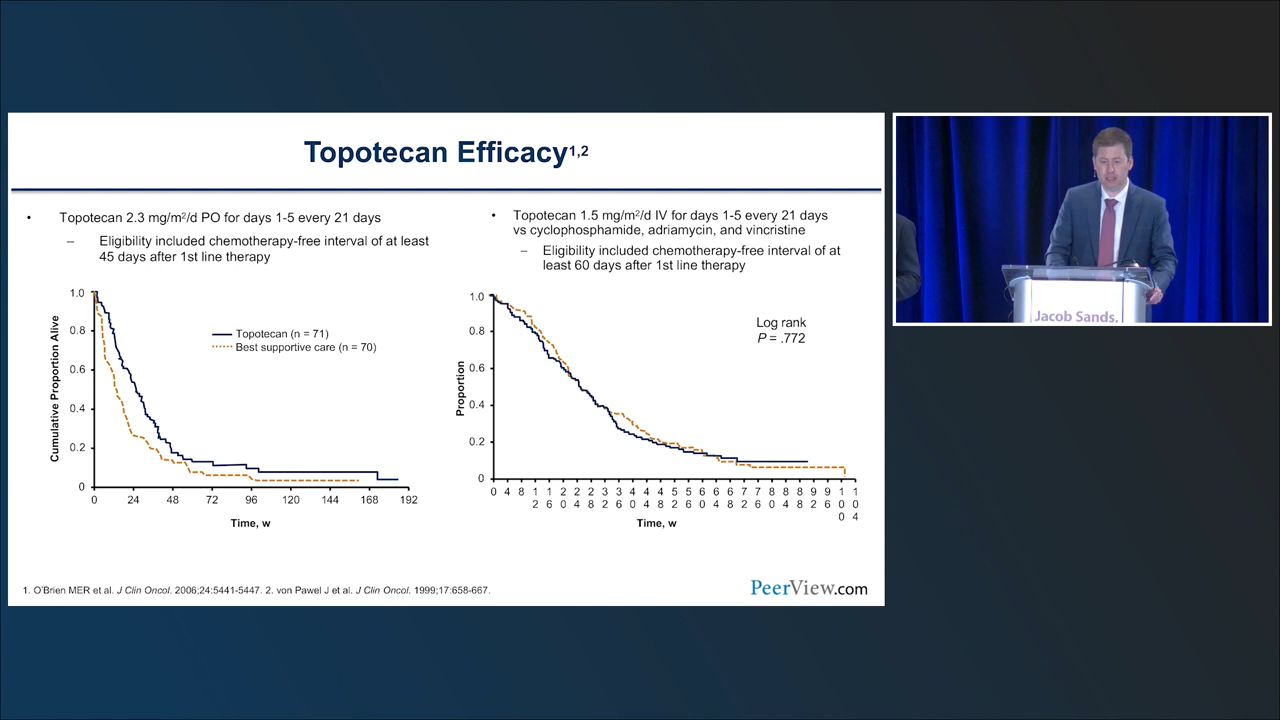 Topotecan Efficacy1,2
• Topotecan 2.3 mg/m2/d PO for days 1-5 every 21 days
– Eligibility included chemotherapy-free interval of at least
45 days after 1st line therapy
• Topotecan 1.5 mg/m2/d IV for days 1-5 every 21 days
vs cyclophosphamide, adriamycin, and vincristine
– Eligibility included chemotherapy-free interval of at
least 60 days after 1st line therapy
Cumulative Proportion Alive
1.0
0.8
0.6
0.4
0.2
0
Topotecan (n = 71)
Best supportive care (n = 70)
0 24 48 72 96 120 144 168 192
Time, w
Proportion
1.0
0.8
0.6
0.4
0.2
0
Log rank
P = .772
0 4 8 12 16 20 24 28 32 36 40 44 48 52 56 60 64 68 72 76 80 84 88 92 96 100 104
Time, w
1. O'Brien MER et al. J Clin Oncol. 2006;24:5441-5447. 2. von Pawel J et al. J Clin Oncol. 1999;17:658-667.
PeerView.com
Jacob Sands,